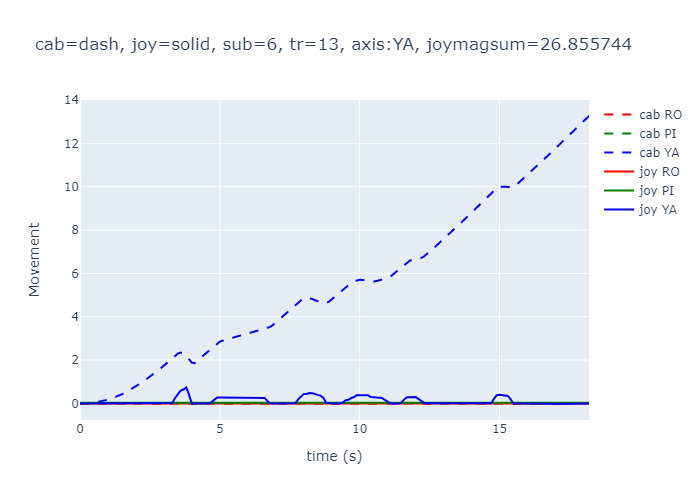 cab=dash, joy=solid, sub=6, tr=13, axis:YA, joymagsum=26.855744
14
12
10
8
6
4
2
0
Movement
0 5 10 15
time (s)
cab RO
cab PI
cab YA
joy RO
joy PI
joy YA